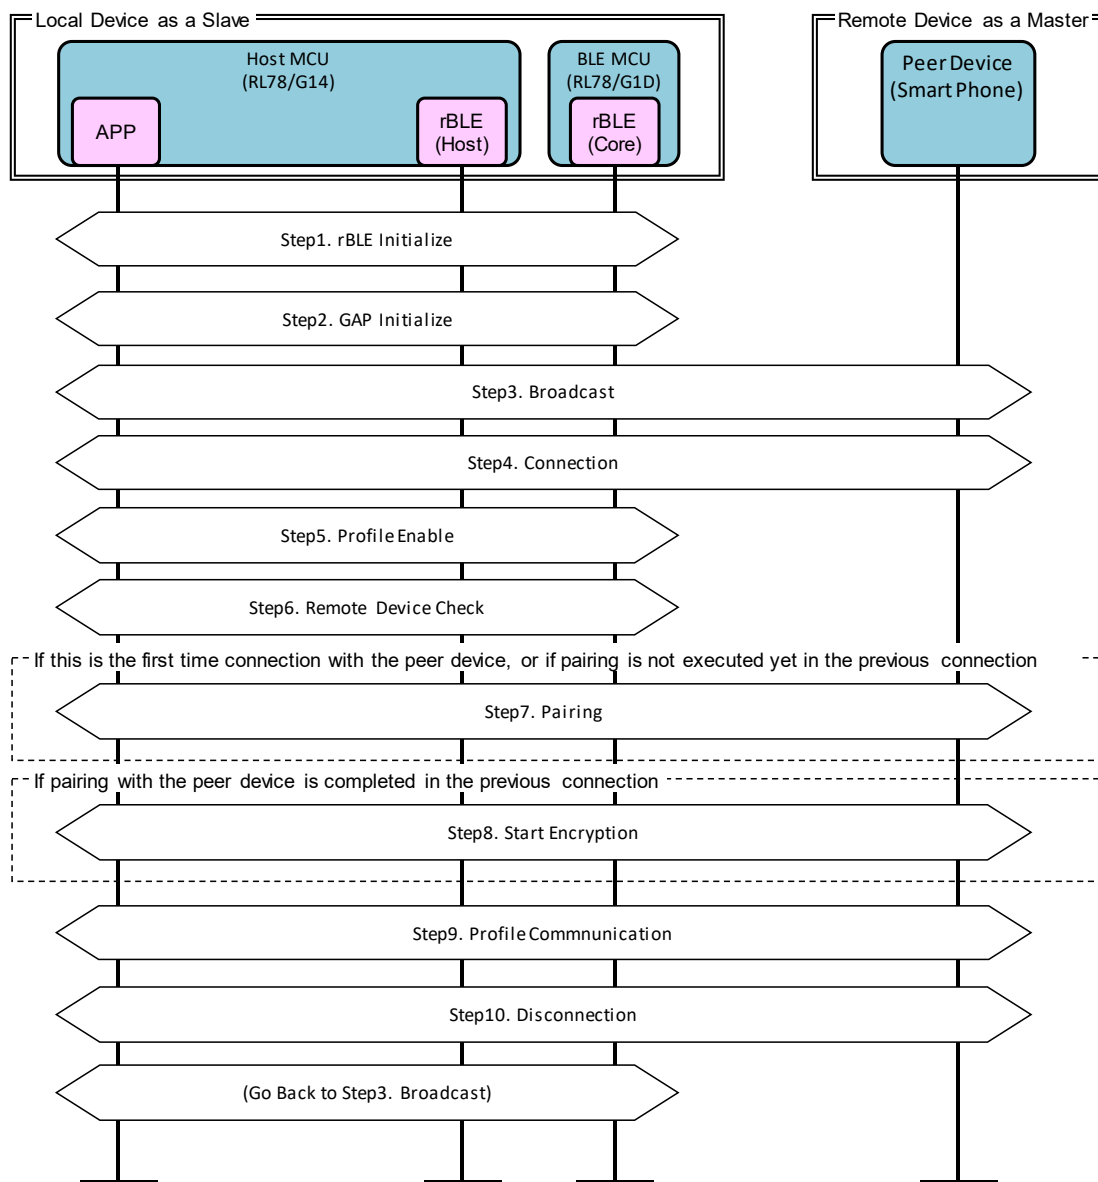 Local Device as a Slave
Remote Device as a Master
Host MCU
(RL78/G14)
BLE MCU
(RL78/G1D)
Peer Device
(Smart Phone)
APP
rBLE
(Host)
rBLE
(Core)
Step1. rBLE Initialize
Step2. GAP Initialize
Step3. Broadcast
Step4. Connection
Step5. Profile Enable
Step6. Remote Device Check
If this is the first time connection with the peer device, or if pairing is not executed yet in the previous connection
Step7. Pairing
If pairing with the peer device is completed in the previous connection
Step8. Start Encryption
Step9. Profile Commnunication
Step10. Disconnection
(Go Back to Step3. Broadcast)